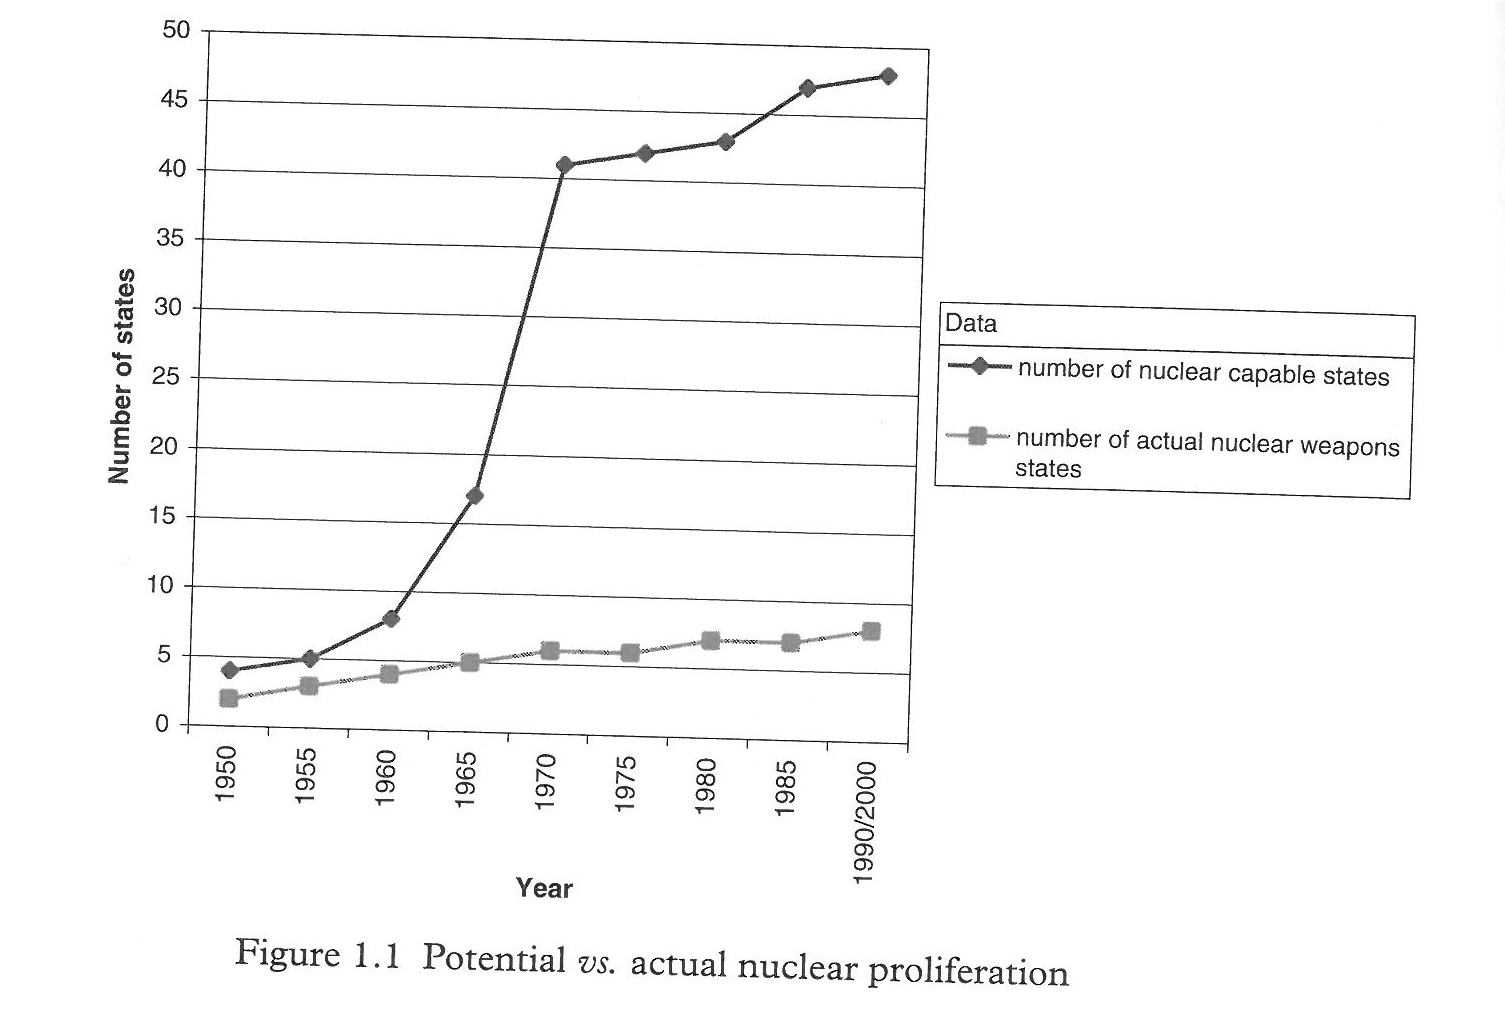 50
45
40
35
30
25
20
15
10
5
0
Number of states
1950
1955
1960
1965
1970
1975
1980
1985
1990/2000
Year
Data
number of nuclear capable states
number of actual nuclear weapons
states
Figure 1.1 Potential vs. actual nuclear proliferation